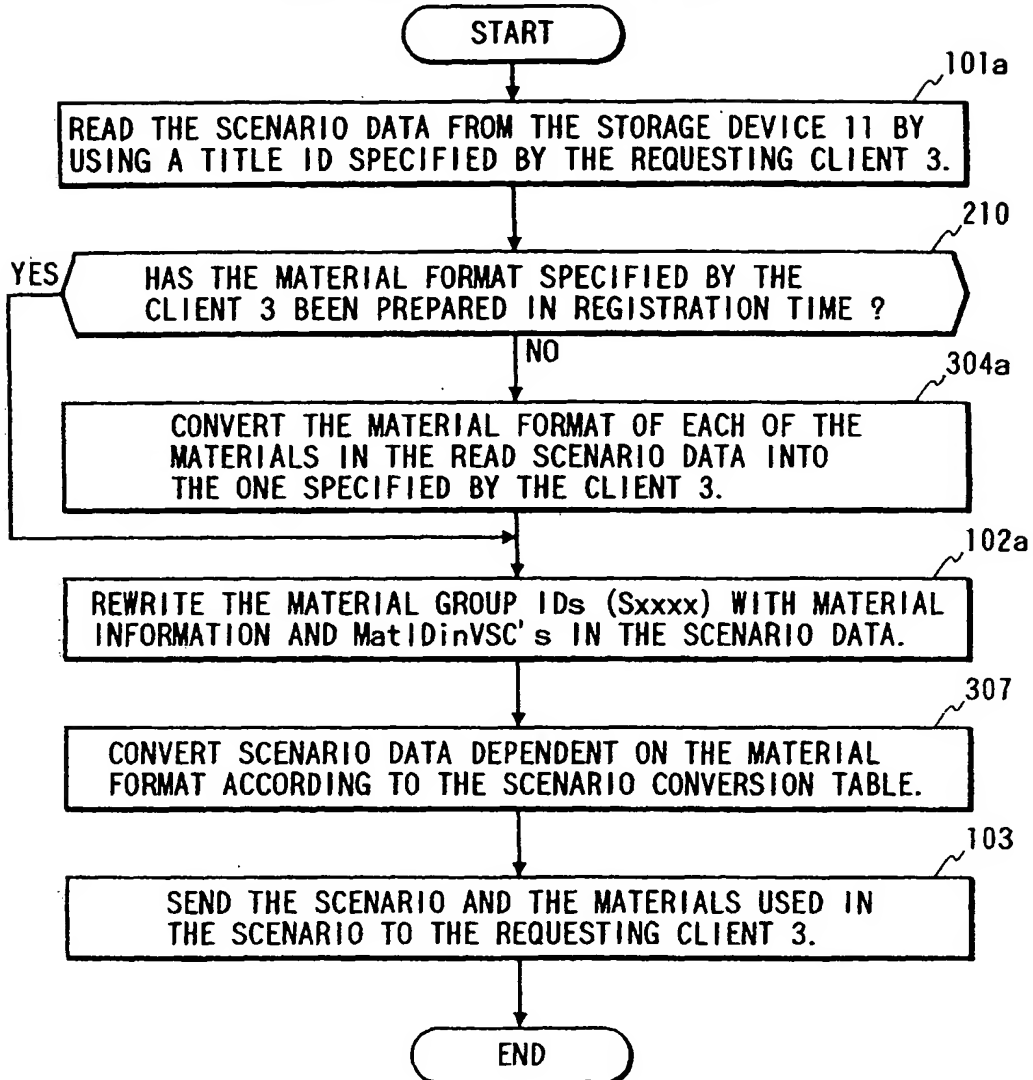 START
101a
READ THE SCENARIO DATA FROM THE STORAGE DEVICE 11 BY
USING A TITLE ID SPECIFIED BY THE REQUESTING CLIENT 3.
210
YES
HAS THE MATERIAL FORMAT SPECIFIED BY THE
CLIENT 3 BEEN PREPARED IN REGISTRATION TIME ?
NO
304a
CONVERT THE MATERIAL FORMAT OF EACH OF THE
MATERIALS IN THE READ SCENARIO DATA INTO
THE ONE SPECIFIED BY THE CLIENT 3.
102a
REWRITE THE MATERIAL GROUP IDs (Sxxxx) WITH MATERIAL
INFORMATION AND MatIDinVSC's IN THE SCENARIO DATA.
307
CONVERT SCENARIO DATA DEPENDENT ON THE MATERIAL
FORMAT ACCORDING TO THE SCENARIO CONVERSION TABLE.
103
SEND THE SCENARIO AND THE MATERIALS USED IN
THE SCENARIO TO THE REQUESTING CLIENT 3.
END